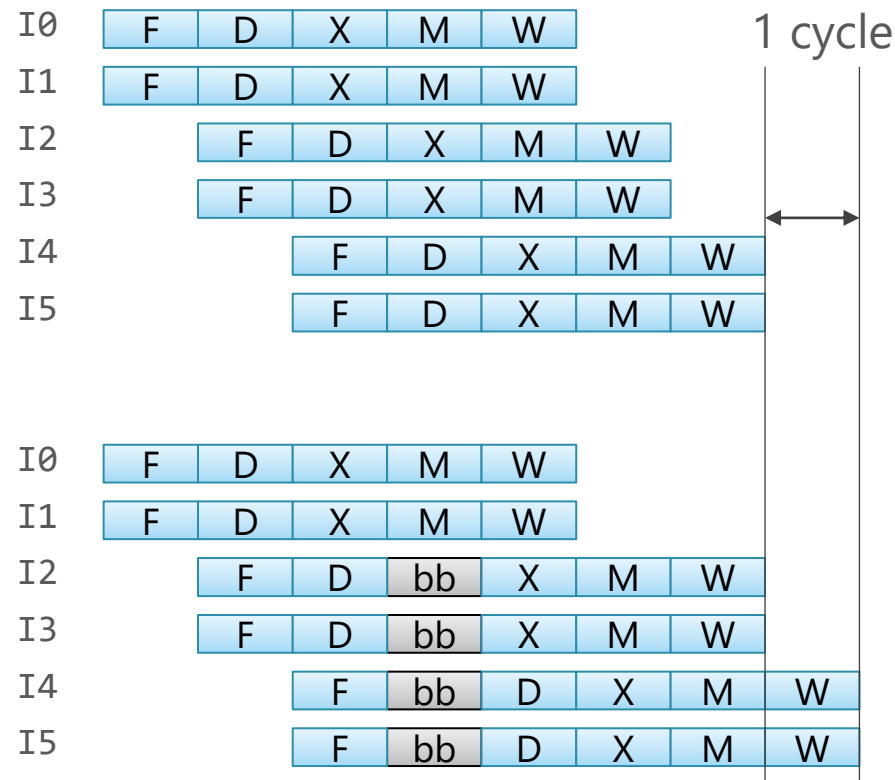 I0 F D X M W 1 cycle
I1 F D X M W
I2 F D X M W
I3 F D X M W
I4 F D X M W
I5 F D X M W
I0 F D X M W
I1 F D X M W
I2 F D bb X M W
I3 F D bb X M W
I4 F bb D X M W
I5 F bb D X M W